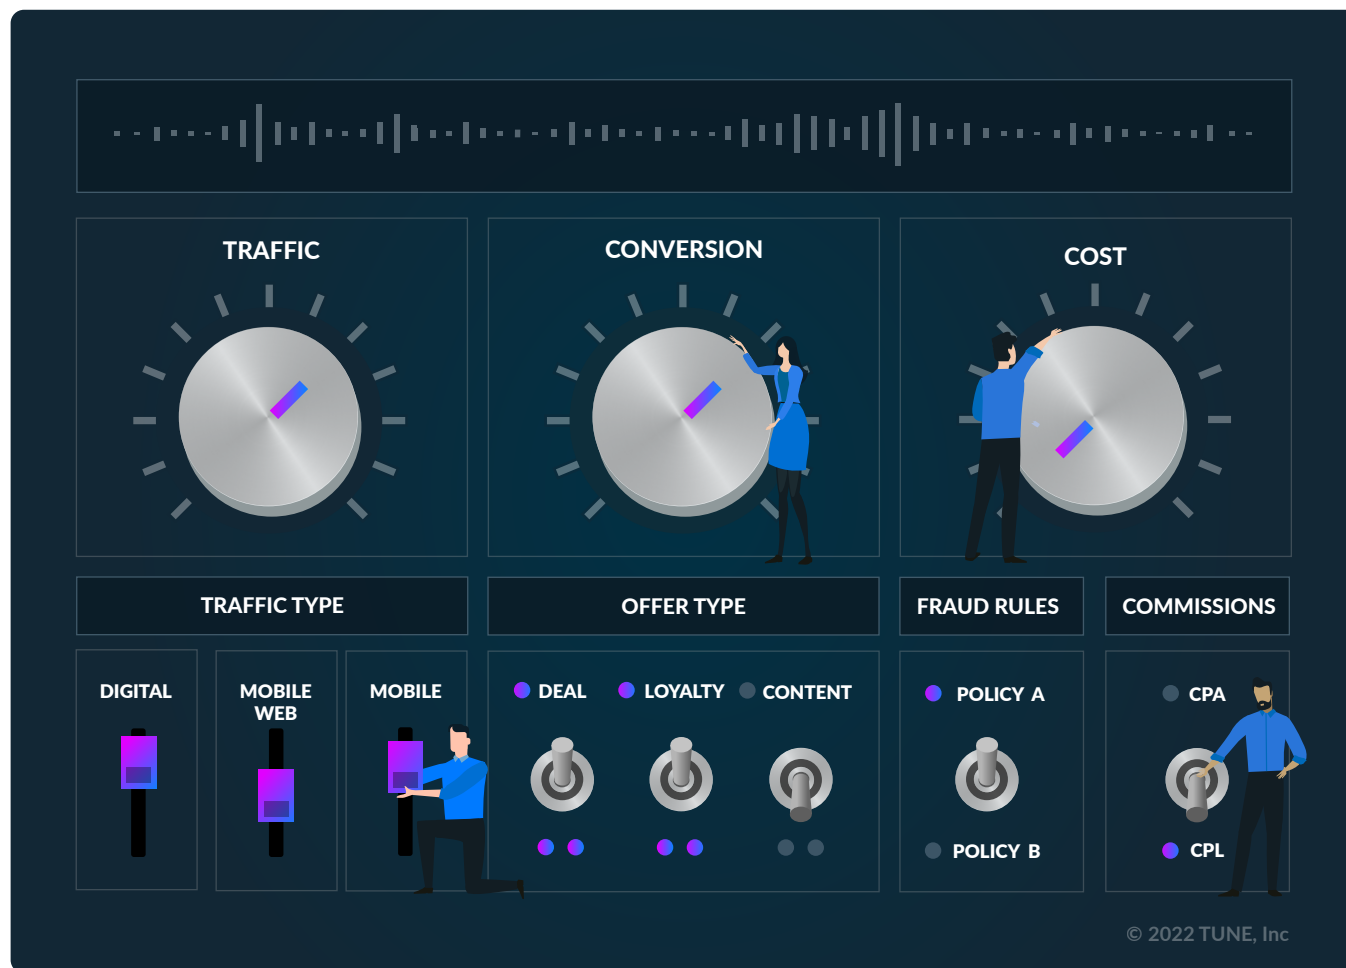 TRAFFIC
CONVERSION
COST
TRAFFIC TYPE
OFFER TYPE
FRAUD RULES
COMMISSIONS
DIGITAL
MOBILE
WEB
MOBILE
DEAL
LOYALTY
CONTENT
POLICY A
POLICY B
CPA
CPL
© 2022 TUNE, Inc